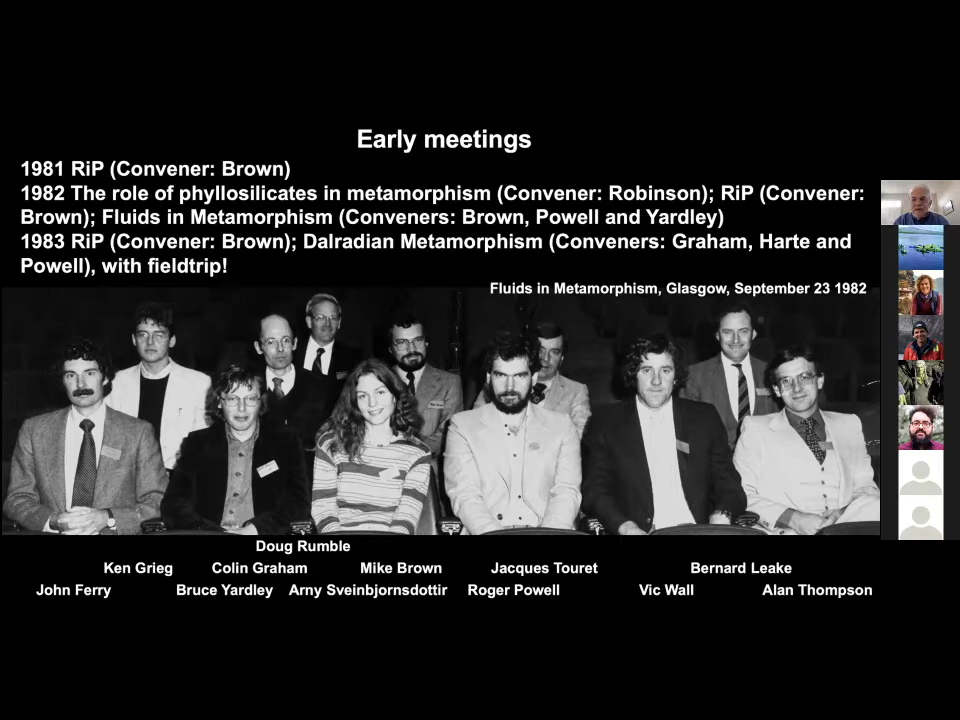 Early meetings
1981 RiP (Convener: Brown)
1982 The role of phyllosilicates in metamorphism (Convener: Robinson); RiP (Convener:
Brown); Fluids in Metamorphism (Conveners: Brown, Powell and Yardley)
1983 RiP (Convener: Brown); Dalradian Metamorphism (Conveners: Graham, Harte and
Powell), with fieldtrip!
Fluids in Metamorphism, Glasgow, September 23 1982
Doug Rumble
Ken Grieg Colin Graham Mike Brown Jacques Touret Bernard Leake
John Ferry Bruce Yardley Arny Sveinbjornsdottir Roger Powell Vic Wall Alan Thompson